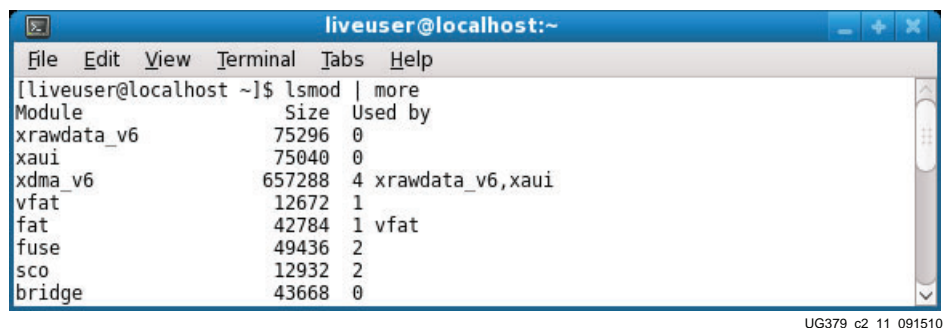 liveuser@localhost:~
File Edit View Terminal Tabs Help
[liveuser@localhost ~]$ lsmod | more
Module Size Used by
xrawdata_v6 75296 0
xaui 75040 0
xdma_v6 657288 4 xrawdata_v6,xaui
vfat 12672 1
fat 42784 1 vfat
fuse 49436 2
sco 12932 2
bridge 43668 0
UG379_c2_11_091510